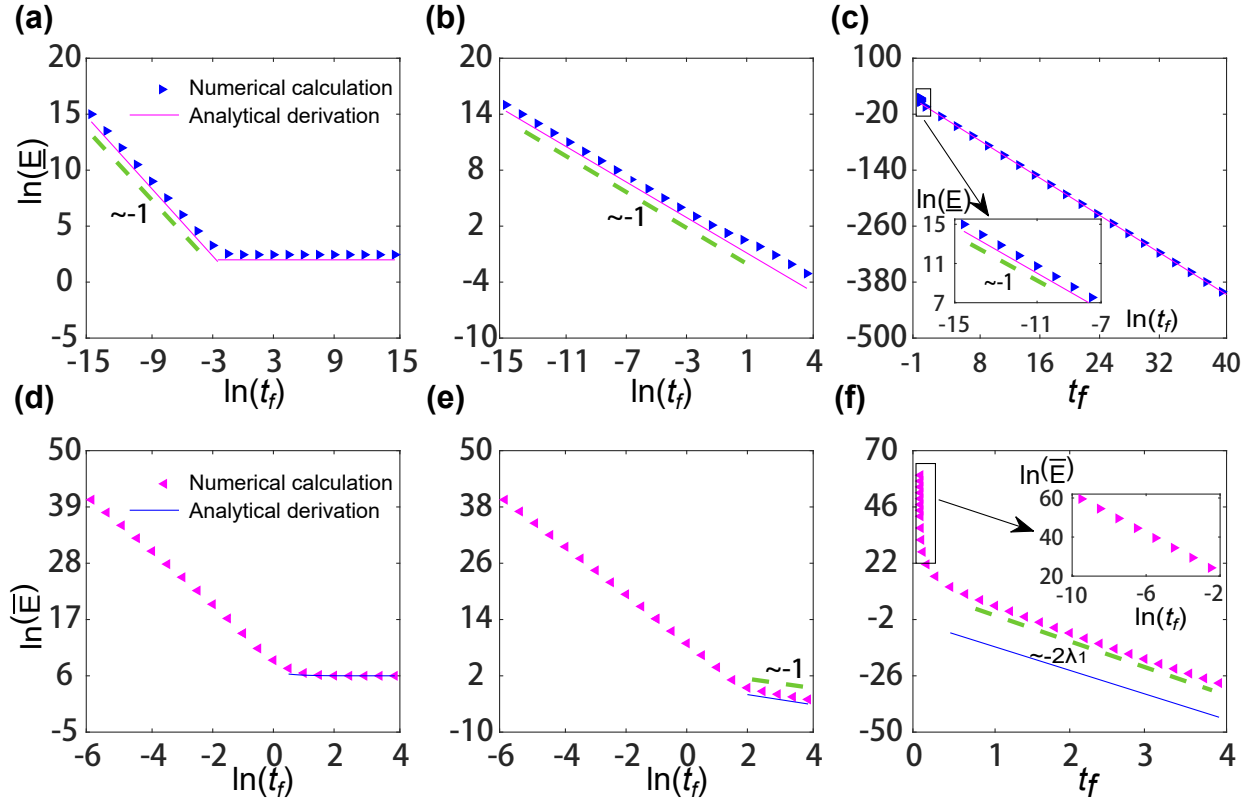 (a)
20
15
10
5
0
-5
ln(E̲)
Numerical calculation
Analytical derivation
~-1
-15 -9 -3 3 9 15
ln(t_f)
(b)
20
14
8
2
-4
-10
~-1
-15 -11 -7 -3 1 4
ln(t_f)
(c)
100
-20
-140
-260
-380
-500
ln(E̲)
15
11
7
~-1
-15 -11 -7
ln(t_f)
-1 8 16 24 32 40
t_f
(d)
50
39
28
17
6
-5
ln(E̅)
Numerical calculation
Analytical derivation
-6 -4 -2 0 2 4
ln(t_f)
(e)
50
38
26
14
2
-10
~-1
-6 -4 -2 0 2 4
ln(t_f)
(f)
70
46
22
-2
-26
-50
ln(E̅)
60
40
20
-10 -6 -2
ln(t_f)
~-2λ1
0 1 2 3 4
t_f